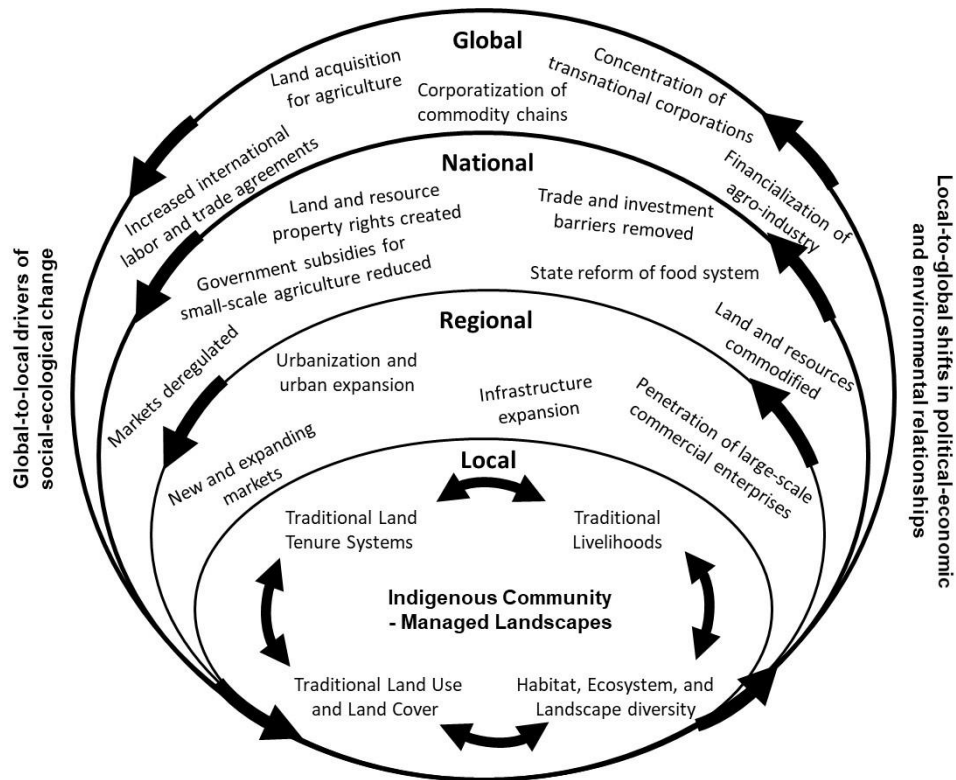 Global
Land acquisition
for agriculture
Corporatization of
commodity chains
Concentration of
transnational corporations
Increased international
labor and trade agreements
Financialization of
agro-industry
National
Land and resource
property rights created
Trade and investment
barriers removed
Government subsidies for
small-scale agriculture reduced
State reform of food system
Markets deregulated
Land and resources
commodified
Regional
Urbanization and
urban expansion
Infrastructure
expansion
New and expanding
markets
Penetration of large-scale
commercial enterprises
Local
Traditional Land
Tenure Systems
Traditional
Livelihoods
Indigenous Community
- Managed Landscapes
Traditional Land Use
and Land Cover
Habitat, Ecosystem, and
Landscape diversity
Global-to-local drivers of
social-ecological change
Local-to-global shifts in political-economic
and environmental relationships